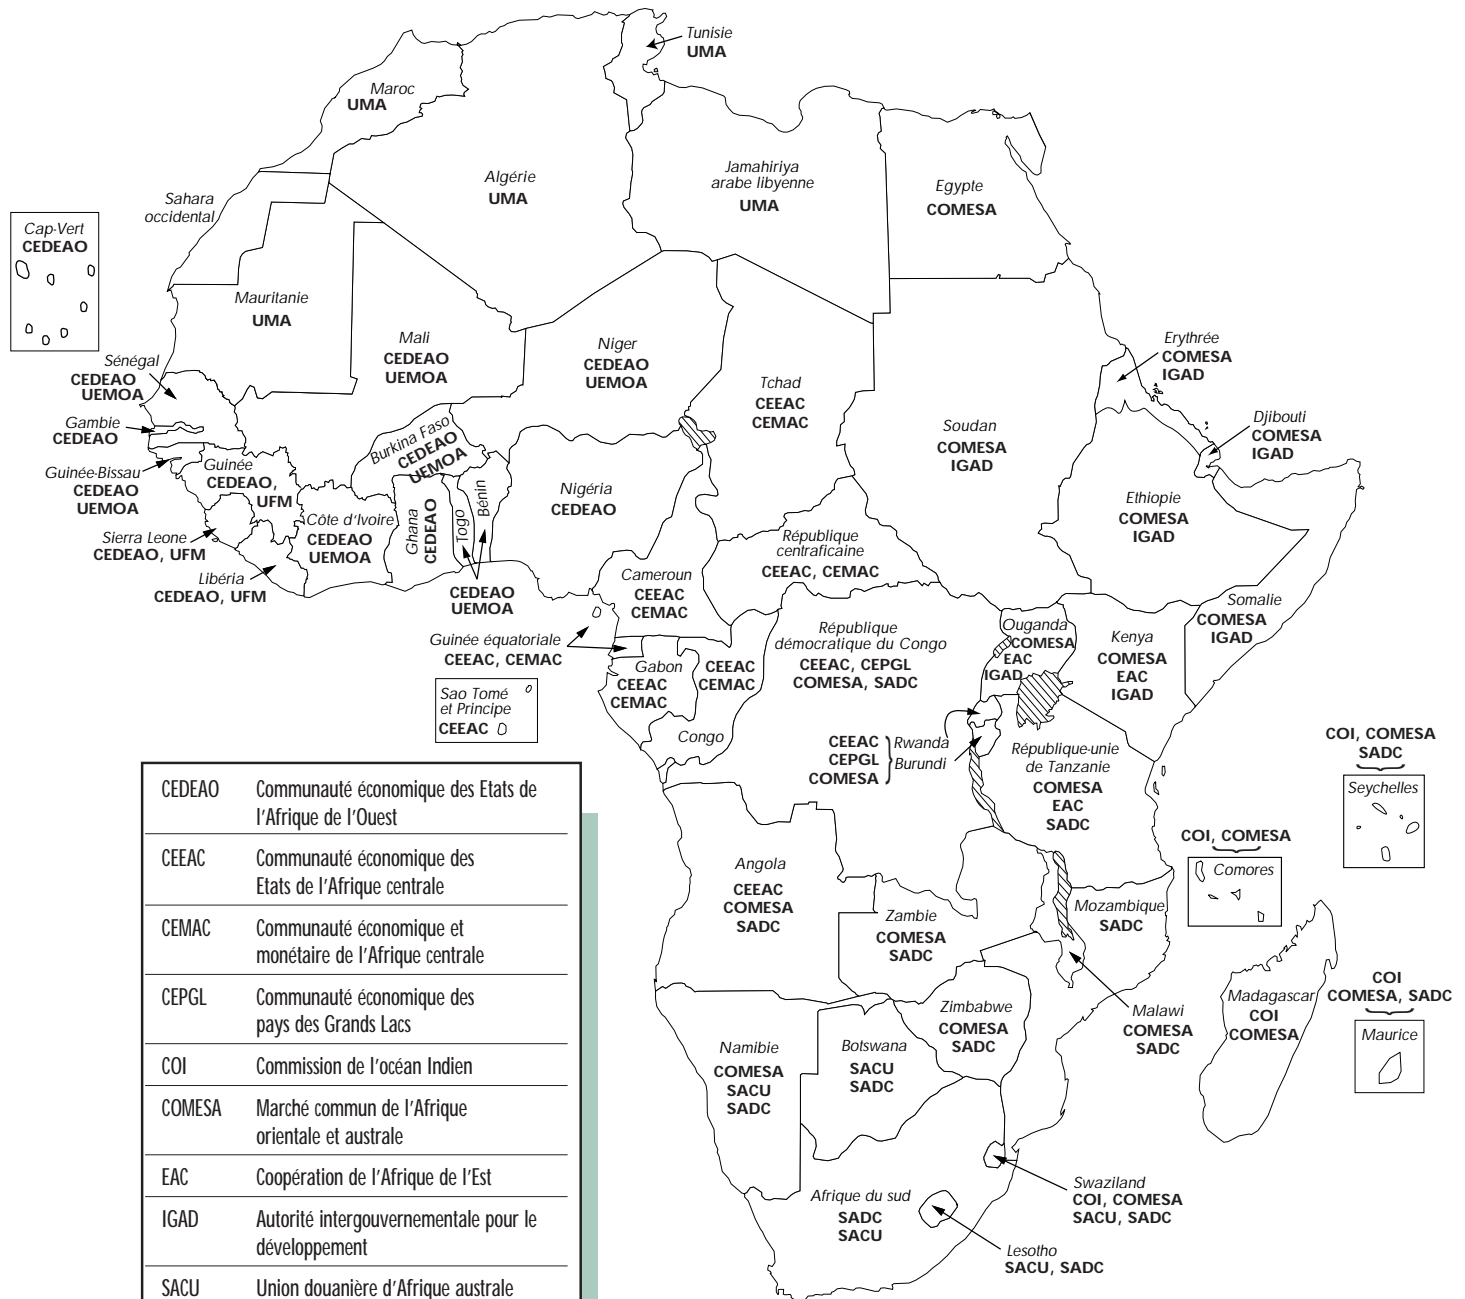 Tunisie
UMA
Maroc
UMA
Algérie
UMA
Jamahiriya
arabe libyenne
UMA
Egypte
COMESA
Sahara
occidental
Cap-Vert
CEDEAO
Mauritanie
UMA
Mali
CEDEAO
UEMOA
Niger
CEDEAO
UEMOA
Tchad
CEEAC
CEMAC
Soudan
COMESA
IGAD
Erythrée
COMESA
IGAD
Djibouti
COMESA
IGAD
Ethiopie
COMESA
IGAD
Somalie
COMESA
IGAD
Sénégal
CEDEAO
UEMOA
Gambie
CEDEAO
Guinée-Bissau
CEDEAO
UEMOA
Guinée
CEDEAO,
UFM
Sierra Leone
CEDEAO, UFM
Libéria
CEDEAO, UFM
Côte d'Ivoire
CEDEAO
UEMOA
Burkina Faso
CEDEAO
UEMOA
Ghana
CEDEAO
Togo
Bénin
CEDEAO
UEMOA
Nigéria
CEDEAO
Cameroun
CEEAC
CEMAC
République
centraficaine
CEEAC, CEMAC
Guinée équatoriale
CEEAC, CEMAC
Sao Tomé
et Principe
CEEAC
Gabon
CEEAC
CEMAC
CEEAC
CEMAC
Congo
République
démocratique du Congo
CEEAC, CEPGL
COMESA, SADC
Ouganda
COMESA
EAC
IGAD
Kenya
COMESA
EAC
IGAD
CEEAC
CEPGL
COMESA
Rwanda
Burundi
République-unie
de Tanzanie
COMESA
EAC
SADC
COI, COMESA
SADC
Seychelles
COI, COMESA
Comores
Angola
CEEAC
COMESA
SADC
Zambie
COMESA
SADC
Mozambique
SADC
Malawi
COMESA
SADC
Madagascar
COI
COMESA
COI
COMESA, SADC
Maurice
Zimbabwe
COMESA
SADC
Namibie
COMESA
SACU
SADC
Botswana
SACU
SADC
Afrique du sud
SADC
SACU
Swaziland
COI, COMESA
SACU, SADC
Lesotho
SACU, SADC
CEDEAO Communauté économique des Etats de
l'Afrique de l'Ouest
CEEAC Communauté économique des
Etats de l'Afrique centrale
CEMAC Communauté économique et
monétaire de l'Afrique centrale
CEPGL Communauté économique des
pays des Grands Lacs
COI Commission de l'océan Indien
COMESA Marché commun de l'Afrique
orientale et australe
EAC Coopération de l'Afrique de l'Est
IGAD Autorité intergouvernementale pour le
développement
SACU Union douanière d'Afrique australe